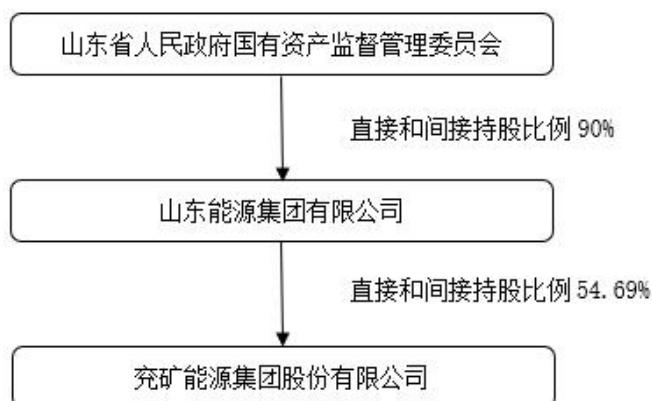 山东省人民政府国有资产监督管理委员会
直接和间接持股比例 90%
山东能源集团有限公司
直接和间接持股比例 54.69%
兖矿能源集团股份有限公司